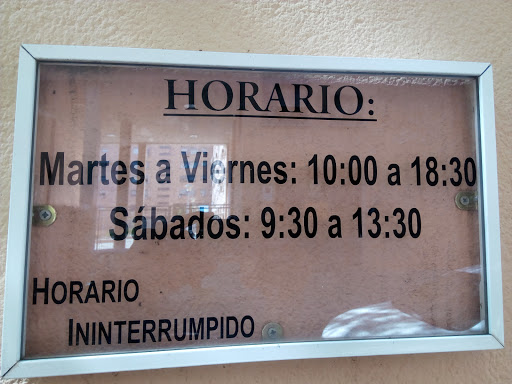 HORARIO:
Martes a Viernes: 10:00 a 18:30
Sábados: 9:30 a 13:30
HORARIO
ININTERRUMPIDO